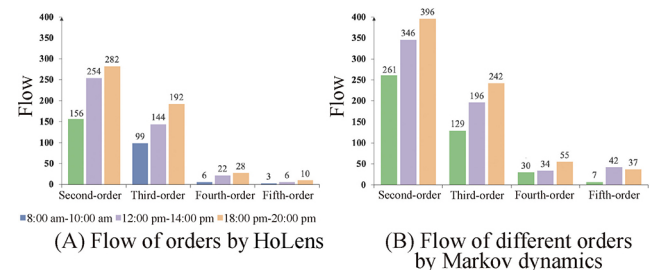 400
350
300
250
200
150
100
50
0
Flow
156
254
282
99
144
192
6
22
28
3
6
10
Second-order
Third-order
Fourth-order
Fifth-order
8:00 am-10:00 am
12:00 pm-14:00 pm
18:00 pm-20:00 pm
(A) Flow of orders by HoLens
400
350
300
250
200
150
100
50
0
Flow
261
346
396
129
196
242
30
34
55
7
42
37
Second-order
Third-order
Fourth-order
Fifth-order
(B) Flow of different orders
by Markov dynamics